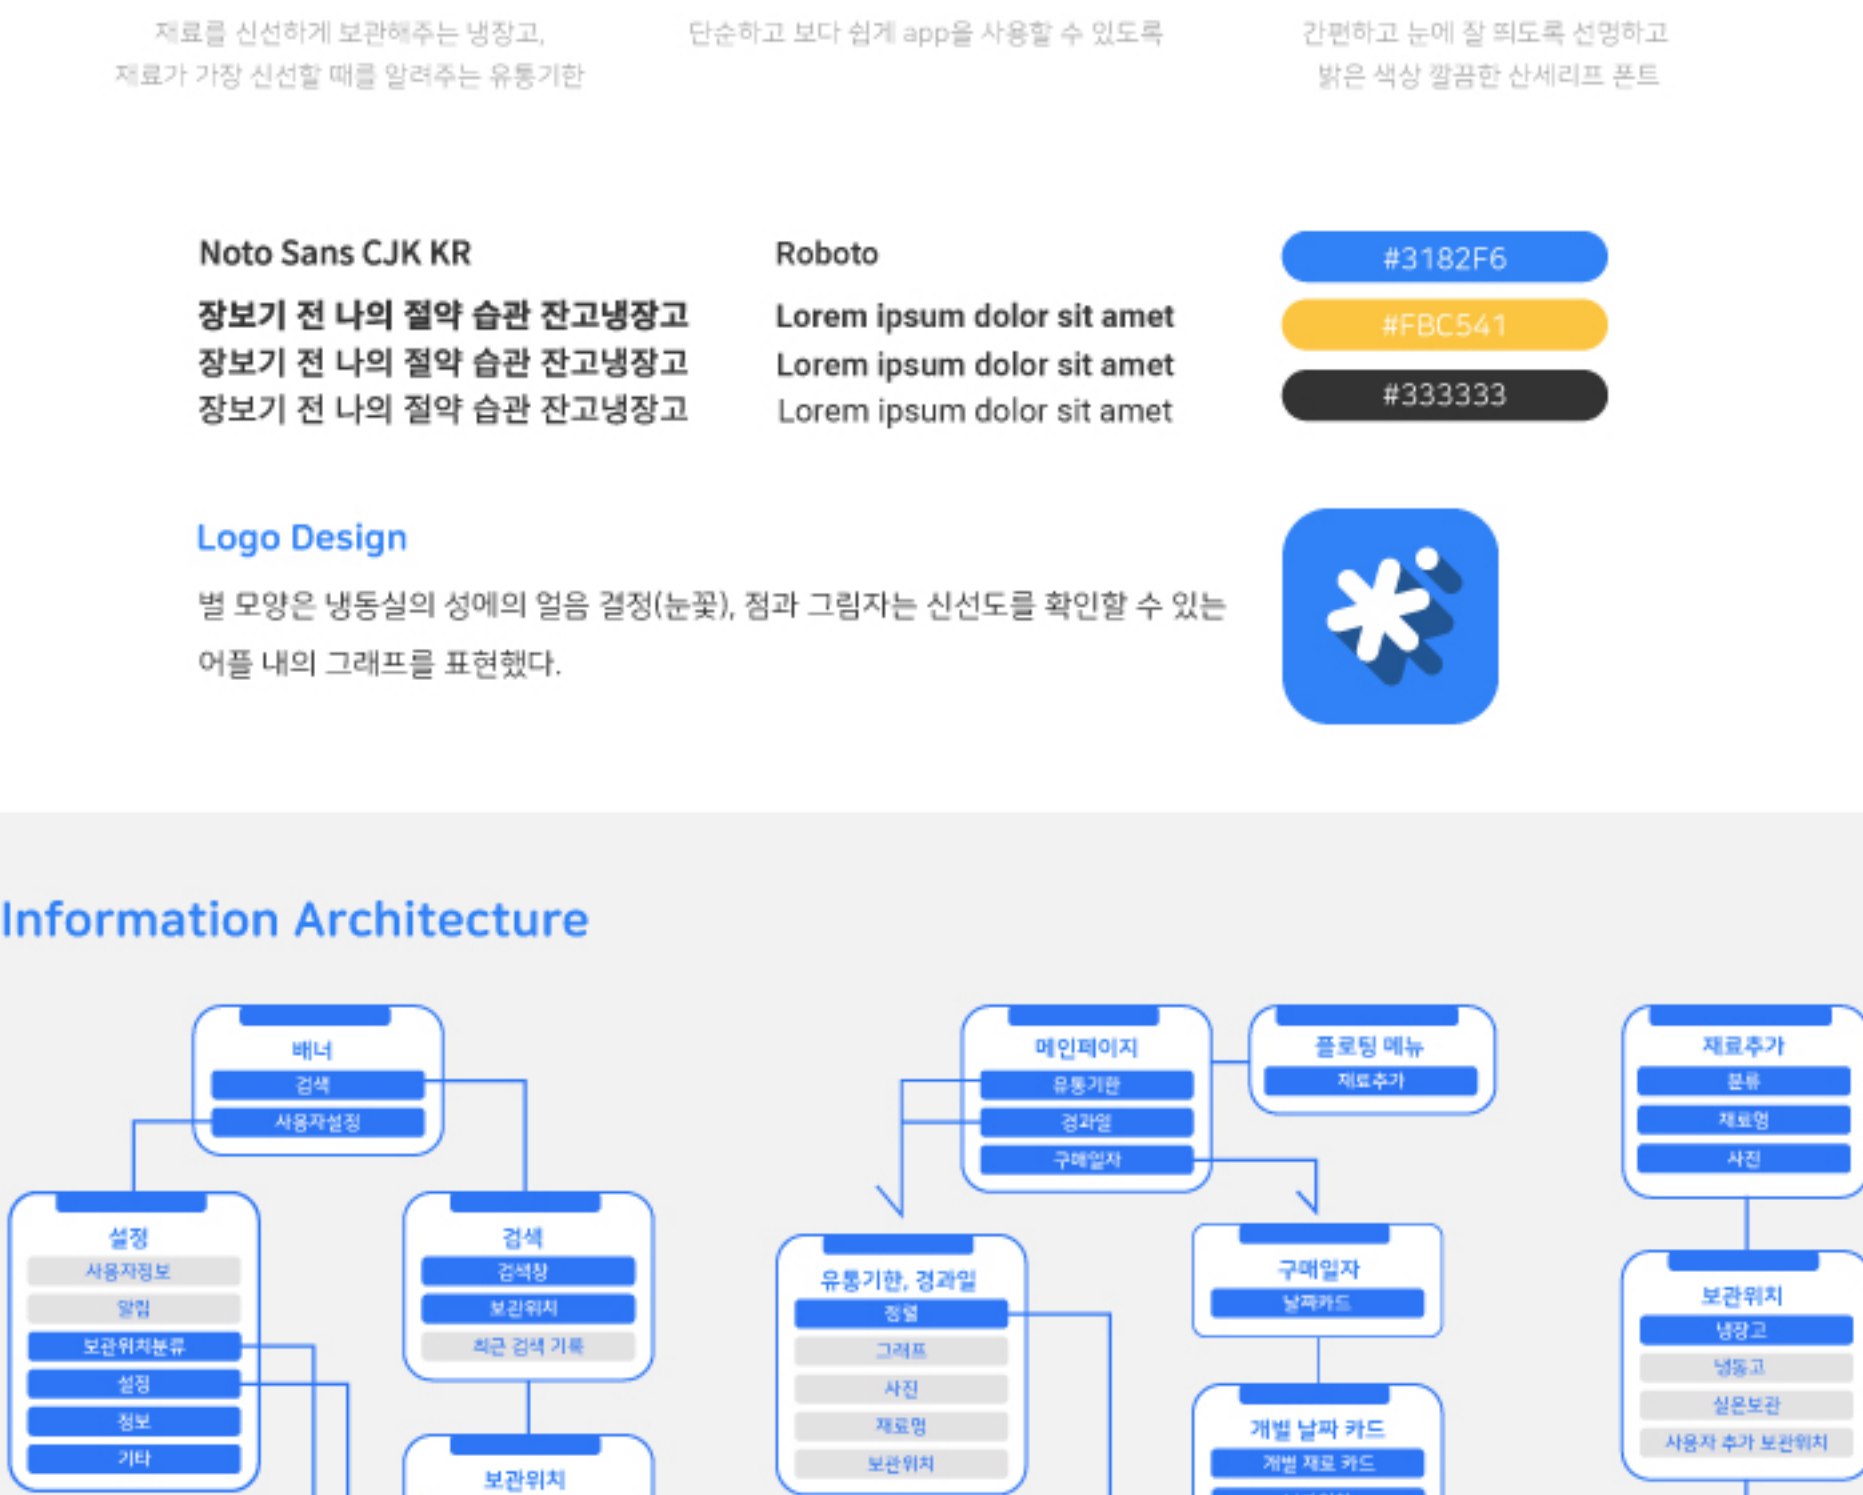 재료를 신선하게 보관해주는 냉장고,
재료가 가장 신선할 때를 알려주는 유통기한
단순하고 보다 쉽게 app을 사용할 수 있도록
간편하고 눈에 잘 띄도록 선명하고
밝은 색상 깔끔한 산세리프 폰트
Noto Sans CJK KR
장보기 전 나의 절약 습관 잔고냉장고
장보기 전 나의 절약 습관 잔고냉장고
장보기 전 나의 절약 습관 잔고냉장고
Roboto
Lorem ipsum dolor sit amet
Lorem ipsum dolor sit amet
Lorem ipsum dolor sit amet
#3182F6
#FBC541
#333333
Logo Design
별 모양은 냉동실의 성에의 얼음 결정(눈꽃), 점과 그림자는 신선도를 확인할 수 있는
어플 내의 그래프를 표현했다.
Information Architecture
배너
검색
사용자설정
설정
사용자정보
알림
보관위치분류
설정
정보
기타
검색
검색창
보관위치
최근 검색 기록
보관위치
메인페이지
유통기한
경과일
구매일자
플로팅 메뉴
재료추가
유통기한, 경과일
정렬
그래프
사진
재료명
보관위치
구매일자
날짜카드
개별 날짜 카드
개별 재료 카드
재료추가
분류
재료명
사진
보관위치
냉장고
냉동고
실온보관
사용자 추가 보관위치